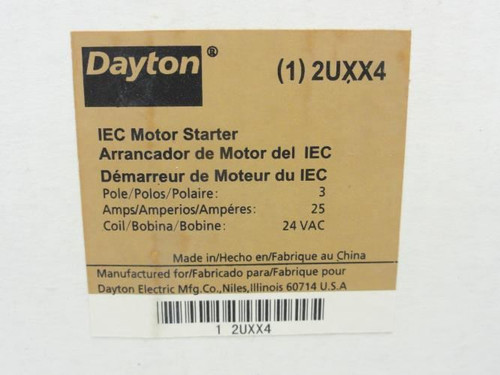 Dayton®
(1) 2UXX4
IEC Motor Starter
Arrancador de Motor del IEC
Démarreur de Moteur du IEC
Pole/Polos/Polaire: 3
Amps/Amperios/Ampéres: 25
Coil/Bobina/Bobine: 24 VAC
Made in/Hecho en/Fabrique au China
Manufactured for/Fabricado para/Fabrique pour
Dayton Electric Mfg.Co.,Niles,Illinois 60714 U.S.A
1 2UXX4